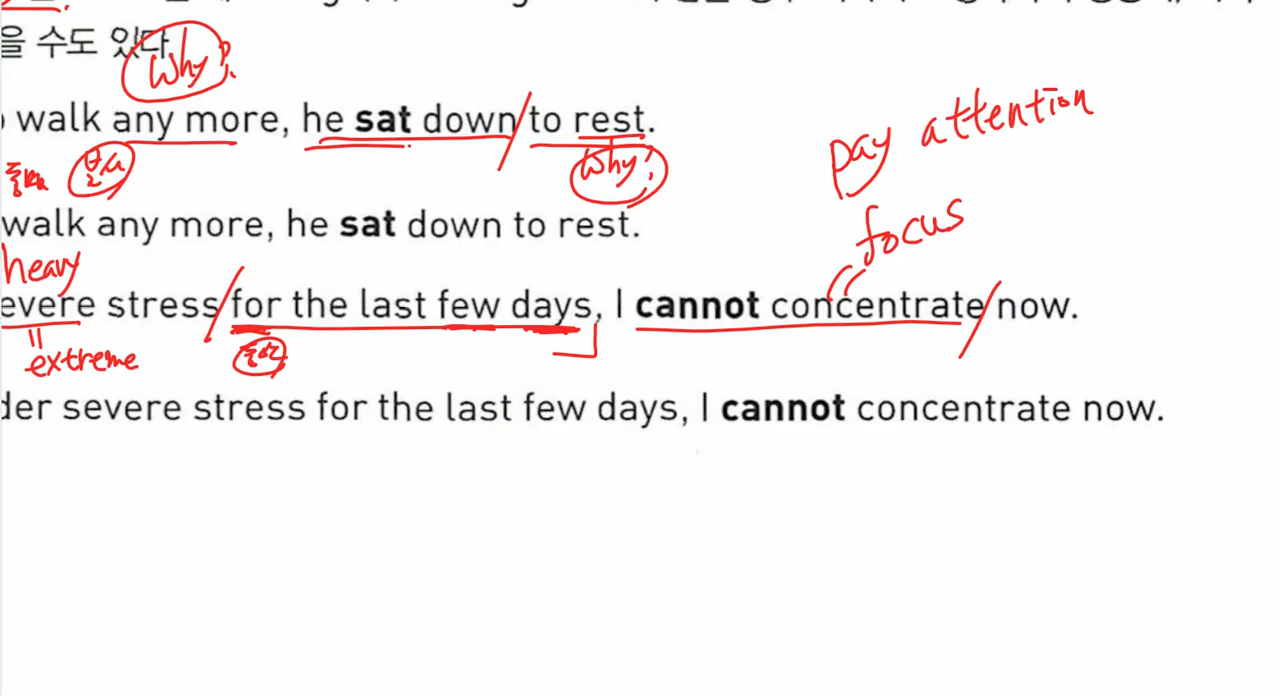 을 수도 있다
why?
walk any more, he sat down to rest.
why?
pay attention
walk any more, he sat down to rest.
focus
heavy
evere stress for the last few days, I cannot concentrate now.
extreme
der severe stress for the last few days, I cannot concentrate now.